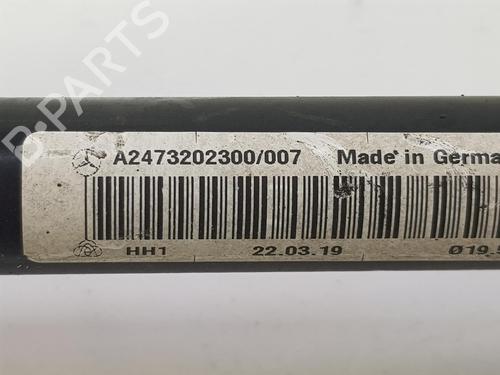 A2473202300/007 Made in Germa
HH1 22.03.19 Ø19.5
B-PARTS